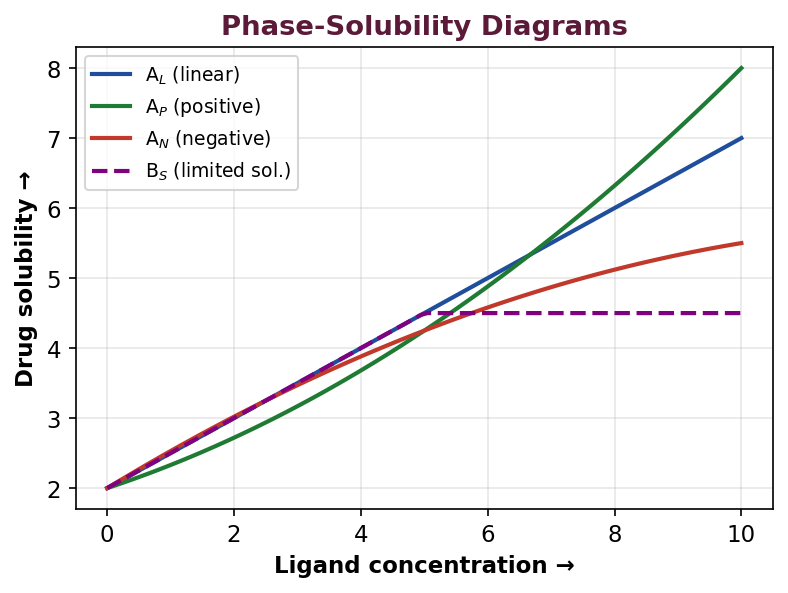 Phase-Solubility Diagrams
A_L (linear)
A_P (positive)
A_N (negative)
B_S (limited sol.)
Drug solubility →
8
7
6
5
4
3
2
0 2 4 6 8 10
Ligand concentration →